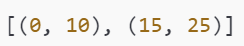 [(0, 10), (15, 25)]